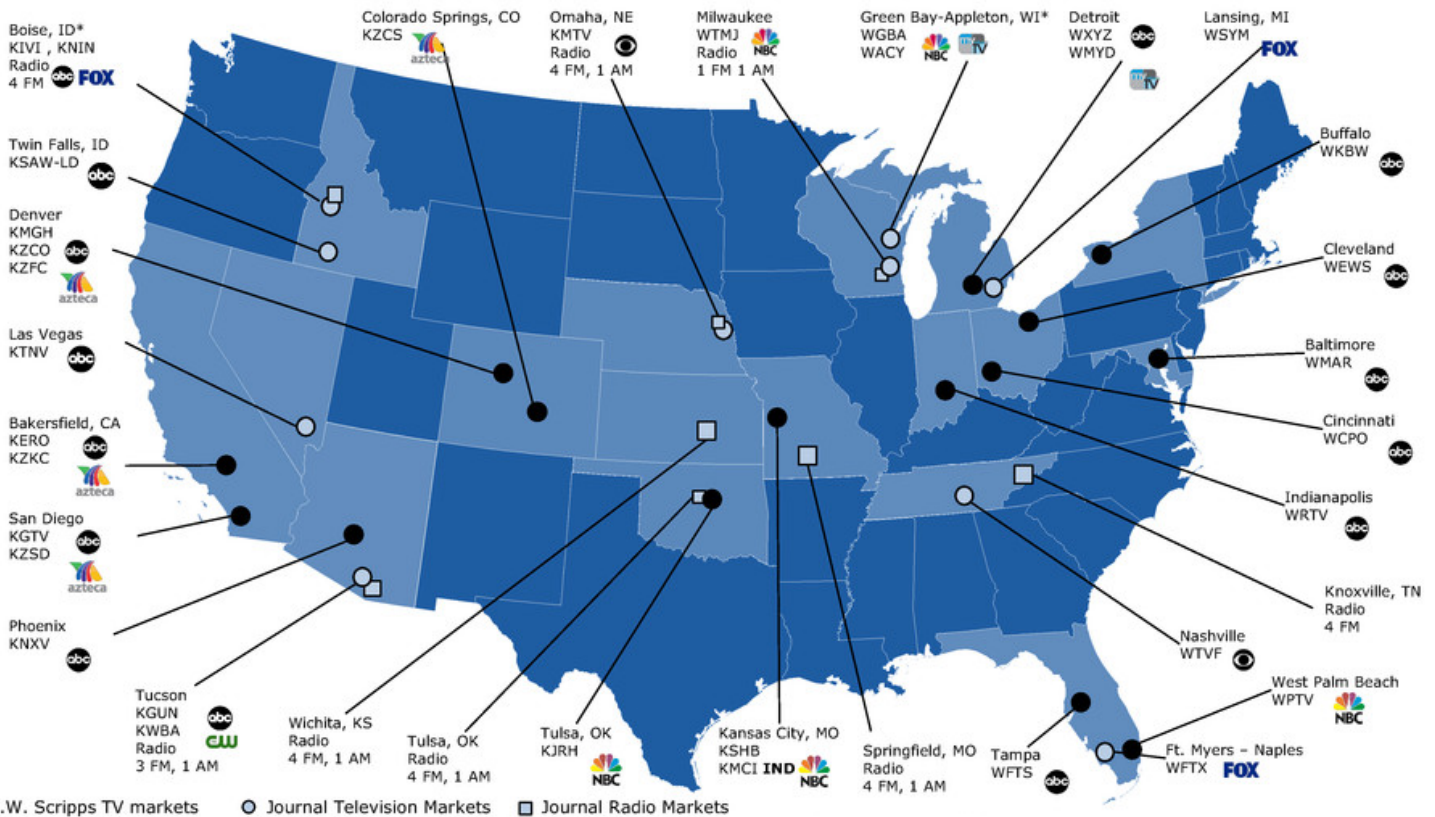 Boise, ID*
KIVI , KNIN
Radio
4 FM
abc
FOX
Colorado Springs, CO
KZCS
azteca
Omaha, NE
KMTV
Radio
4 FM, 1 AM
Milwaukee
WTMJ
Radio
NBC
1 FM 1 AM
Green Bay-Appleton, WI*
WGBA
WACY
NBC
my TV
Detroit
WXYZ
abc
WMYD
my TV
Lansing, MI
WSYM
FOX
Twin Falls, ID
KSAW-LD
abc
Denver
KMGH
KZCO
abc
KZFC
azteca
Las Vegas
KTNV
abc
Bakersfield, CA
KERO
abc
KZKC
azteca
San Diego
KGTV
abc
KZSD
azteca
Phoenix
KNXV
abc
Tucson
KGUN
abc
KWBA
CW
Radio
3 FM, 1 AM
Wichita, KS
Radio
4 FM, 1 AM
Tulsa, OK
Radio
4 FM, 1 AM
Tulsa, OK
KJRH
NBC
Kansas City, MO
KSHB
KMCI IND
NBC
Springfield, MO
Radio
4 FM, 1 AM
Tampa
WFTS
abc
Ft. Myers – Naples
WFTX
FOX
West Palm Beach
WPTV
NBC
Nashville
WTVF
Knoxville, TN
Radio
4 FM
Indianapolis
WRTV
abc
Cincinnati
WCPO
abc
Baltimore
WMAR
abc
Cleveland
WEWS
abc
Buffalo
WKBW
abc
.W. Scripps TV markets
Journal Television Markets
Journal Radio Markets